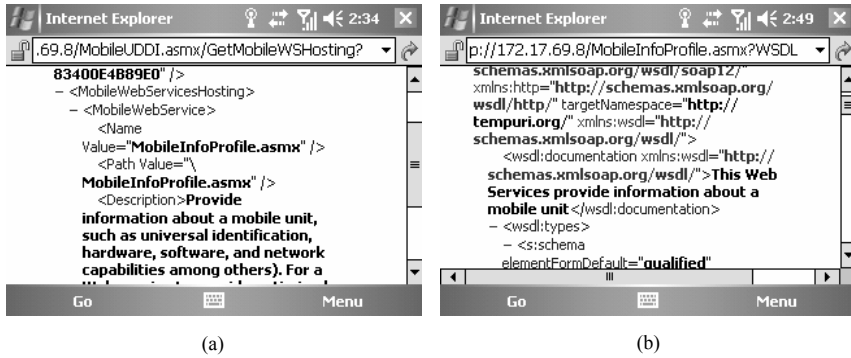 Internet Explorer 2:34
.69.8/MobileUDDI.asmx/GetMobileWSHosting?
83400E4B89E0" />
– <MobileWebServicesHosting>
– <MobileWebService>
<Name
Value="MobileInfoProfile.asmx" />
<Path Value="\
MobileInfoProfile.asmx" />
<Description>Provide
information about a mobile unit,
such as universal identification,
hardware, software, and network
capabilities among others). For a
Go Menu
(a)
Internet Explorer 2:49
p://172.17.69.8/MobileInfoProfile.asmx?WSDL
schemas.xmlsoap.org/wsdl/soap12/"
xmlns:http="http://schemas.xmlsoap.org/
wsdl/http/" targetNamespace="http://
tempuri.org/" xmlns:wsdl="http://
schemas.xmlsoap.org/wsdl/">
<wsdl:documentation xmlns:wsdl="http://
schemas.xmlsoap.org/wsdl/">This Web
Services provide information about a
mobile unit</wsdl:documentation>
– <wsdl:types>
– <s:schema
elementFormDefault="qualified"
Go Menu
(b)